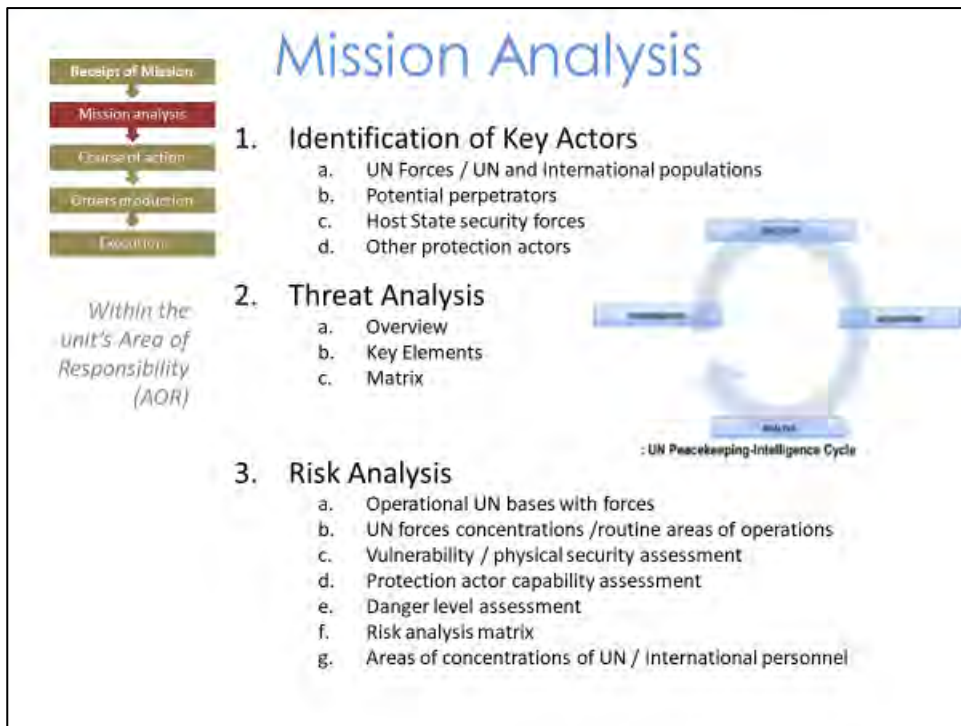 Mission Analysis
Receipt of Mission
Mission analysis
Course of action
Orders production
Execution
Within the
unit's Area of
Responsibility
(AOR)
1. Identification of Key Actors
a. UN Forces / UN and International populations
b. Potential perpetrators
c. Host State security forces
d. Other protection actors
2. Threat Analysis
a. Overview
b. Key Elements
c. Matrix
: UN Peacekeeping-Intelligence Cycle
3. Risk Analysis
a. Operational UN bases with forces
b. UN forces concentrations /routine areas of operations
c. Vulnerability / physical security assessment
d. Protection actor capability assessment
e. Danger level assessment
f. Risk analysis matrix
g. Areas of concentrations of UN / International personnel